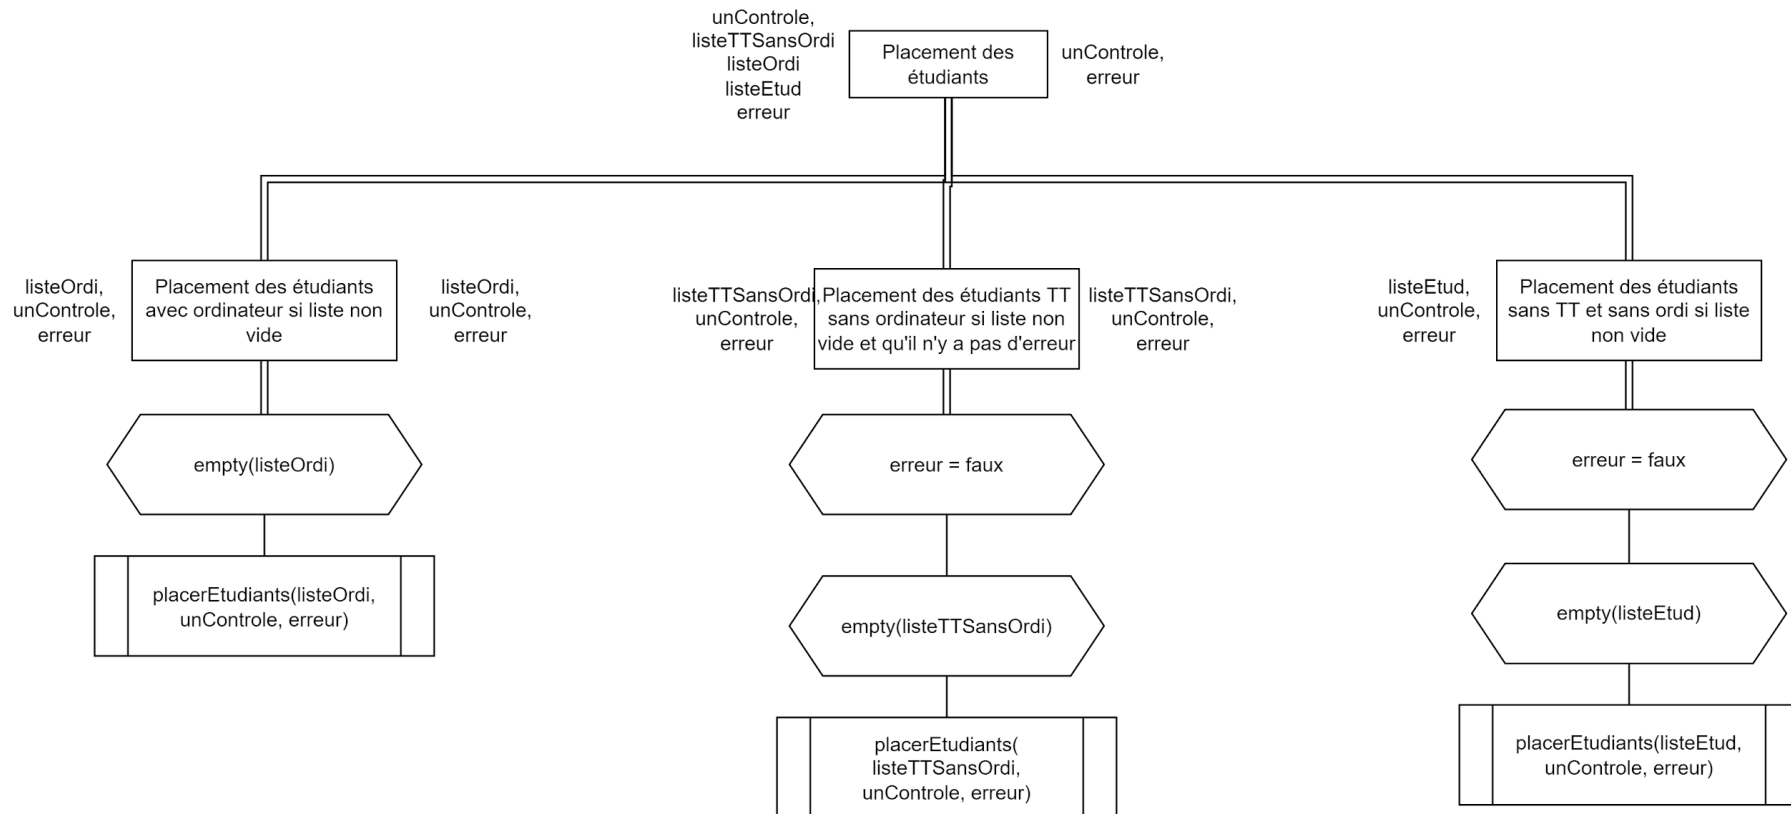 unControle,
listeTTSansOrdi
listeOrdi
listeEtud
erreur
Placement des
étudiants
unControle,
erreur
listeOrdi,
unControle,
erreur
Placement des étudiants
avec ordinateur si liste non
vide
listeOrdi,
unControle,
erreur
listeTTSansOrdi,
unControle,
erreur
Placement des étudiants TT
sans ordinateur si liste non
vide et qu'il n'y a pas d'erreur
listeTTSansOrdi,
unControle,
erreur
listeEtud,
unControle,
erreur
Placement des étudiants
sans TT et sans ordi si liste
non vide
empty(listeOrdi)
erreur = faux
erreur = faux
placerEtudiants(listeOrdi,
unControle, erreur)
empty(listeTTSansOrdi)
empty(listeEtud)
placerEtudiants(
listeTTSansOrdi,
unControle, erreur)
placerEtudiants(listeEtud,
unControle, erreur)